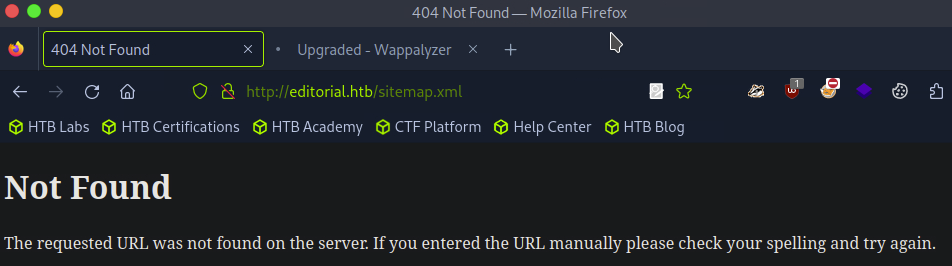 404 Not Found — Mozilla Firefox
404 Not Found
Upgraded - Wappalyzer
http://editorial.htb/sitemap.xml
1
HTB Labs HTB Certifications HTB Academy CTF Platform Help Center HTB Blog
Not Found
The requested URL was not found on the server. If you entered the URL manually please check your spelling and try again.